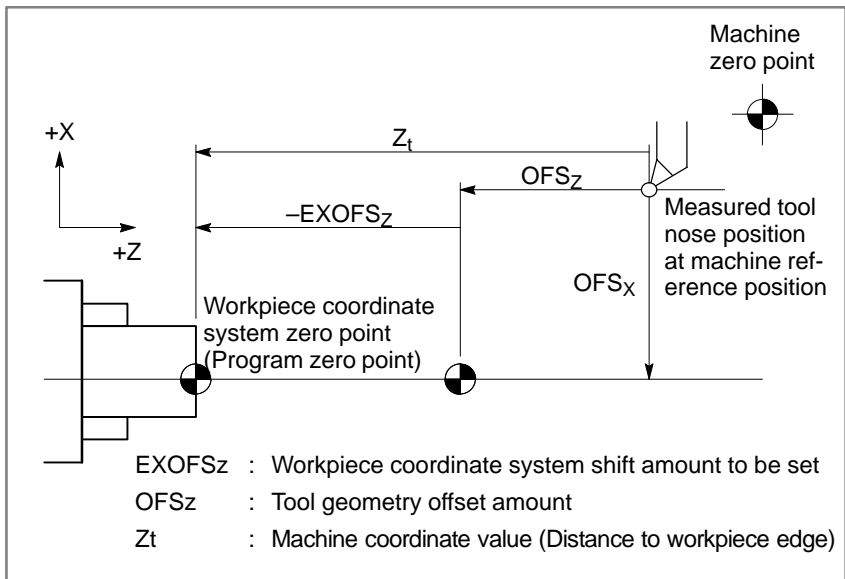 Machine
zero point
+X
Zt
OFSZ
–EXOFSZ
+Z
Measured tool
nose position
at machine ref-
erence position
OFSX
Workpiece coordinate
system zero point
(Program zero point)
EXOFSz : Workpiece coordinate system shift amount to be set
OFSz : Tool geometry offset amount
Zt : Machine coordinate value (Distance to workpiece edge)